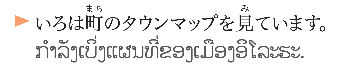 いろは町のタウンマップを見ています。
ກຳລັງເບິ່ງແຜນທີ່ຂອງເມືອງອິໂລະຮະ.